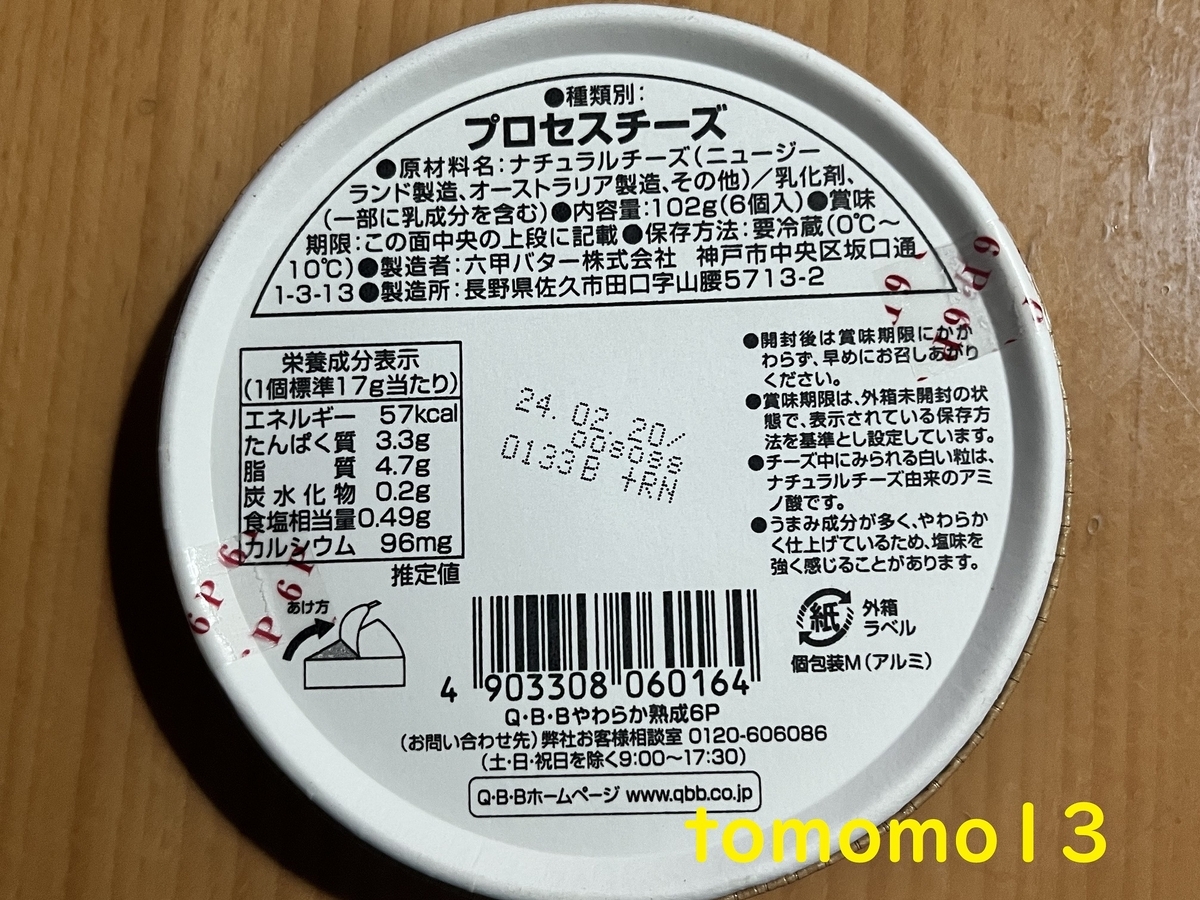 ●種類別:
プロセスチーズ
●原材料名:ナチュラルチーズ(ニュージー
ランド製造、オーストラリア製造、その他)/乳化剤、
(一部に乳成分を含む)●内容量:102g(6個入)●賞味
期限:この面中央の上段に記載●保存方法:要冷蔵(0℃～
10℃)●製造者:六甲バター株式会社 神戸市中央区坂口通
1-3-13●製造所:長野県佐久市田口字山腰5713-2
栄養成分表示
(1個標準17g当たり)
エネルギー 57kcal
たんぱく質 3.3g
脂質 4.7g
炭水化物 0.2g
食塩相当量0.49g
カルシウム 96mg
推定値
24.02.20/
0133B +RN
●開封後は賞味期限にかか
わらず、早めにお召しあがり
ください。
●賞味期限は、外箱未開封の状
態で、表示されている保存方
法を基準とし設定しています。
●チーズ中にみられる白い粒は、
ナチュラルチーズ由来のアミ
ノ酸です。
●うまみ成分が多く、やわらか
く仕上げているため、塩味を
強く感じることがあります。
6P
6P
6P
6P
あけ方
紙
外箱
ラベル
個包装M(アルミ)
4 903308 060164
Q・B・Bやわらか熟成6P
(お問い合わせ先)弊社お客様相談室 0120-606086
(土・日・祝日を除く9:00～17:30)
Q・B・Bホームページ www.qbb.co.jp
tomomo13